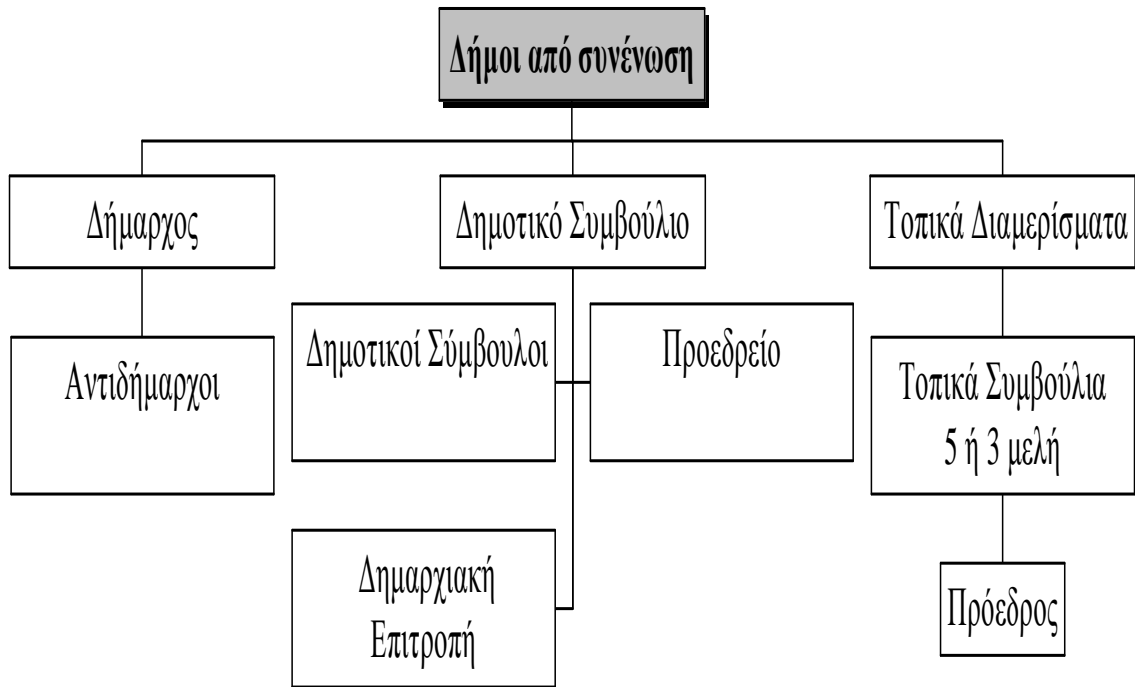 Δήμοι από συνένωση
Δήμαρχος
Δημοτικό Συμβούλιο
Τοπικά Διαμερίσματα
Αντιδήμαρχοι
Δημοτικοί Σύμβουλοι
Προεδρείο
Τοπικά Συμβούλια
5 ή 3 μελή
Δημαρχιακή
Επιτροπή
Πρόεδρος